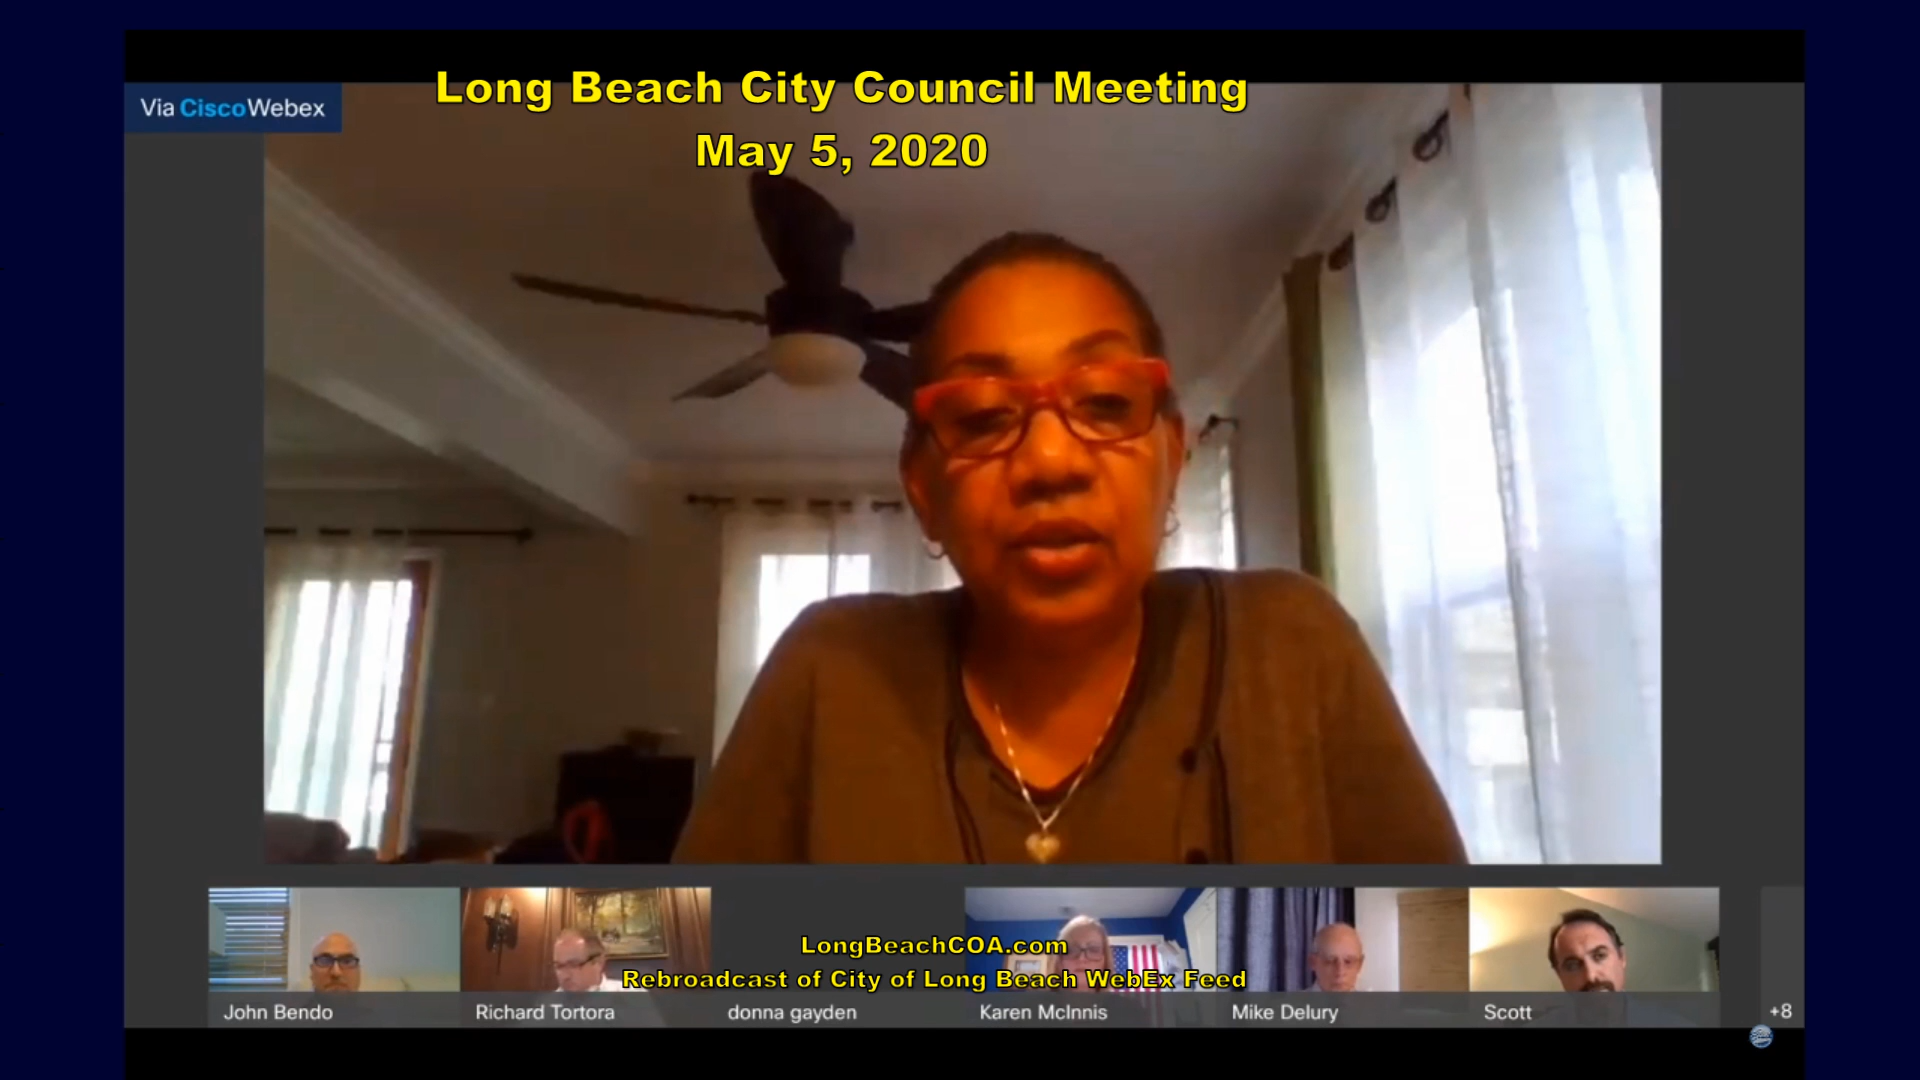 Via CiscoWebex
Long Beach City Council Meeting
May 5, 2020
LongBeachCOA.com
Rebroadcast of City of Long Beach WebEx Feed
John Bendo
Richard Tortora
donna gayden
Karen McInnis
Mike Delury
Scott
+8